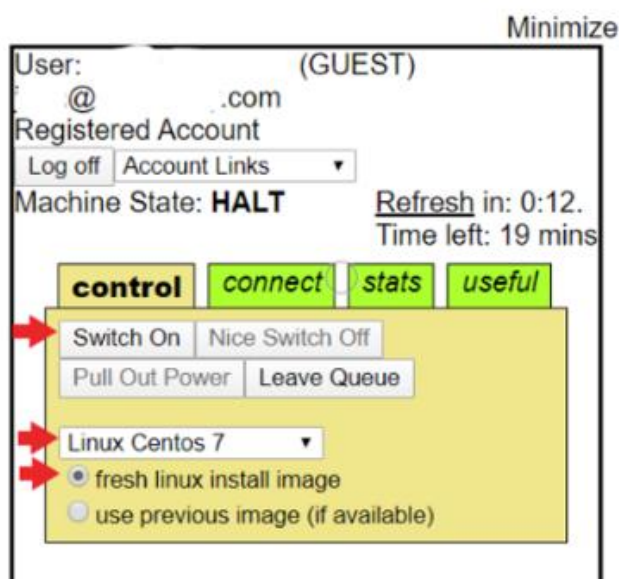 Minimize
User: (GUEST)
@ .com
Registered Account
Log off Account Links
Machine State: HALT Refresh in: 0:12.
Time left: 19 mins
control connect stats useful
Switch On Nice Switch Off
Pull Out Power Leave Queue
Linux Centos 7
fresh linux install image
use previous image (if available)